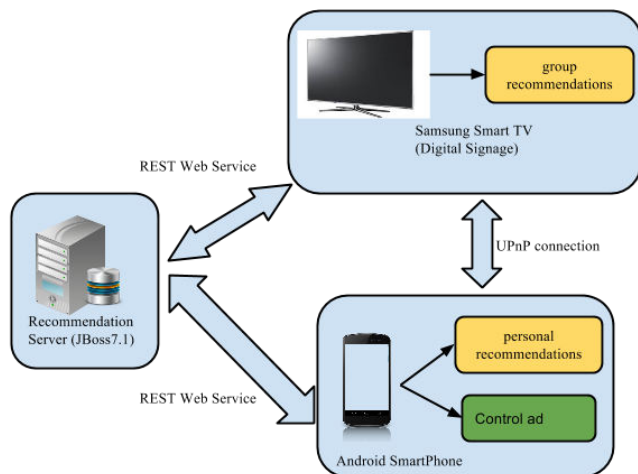 group
recommendations
Samsung Smart TV
(Digital Signage)
REST Web Service
UPnP connection
Recommendation
Server (JBoss7.1)
personal
recommendations
REST Web Service
Control ad
Android SmartPhone